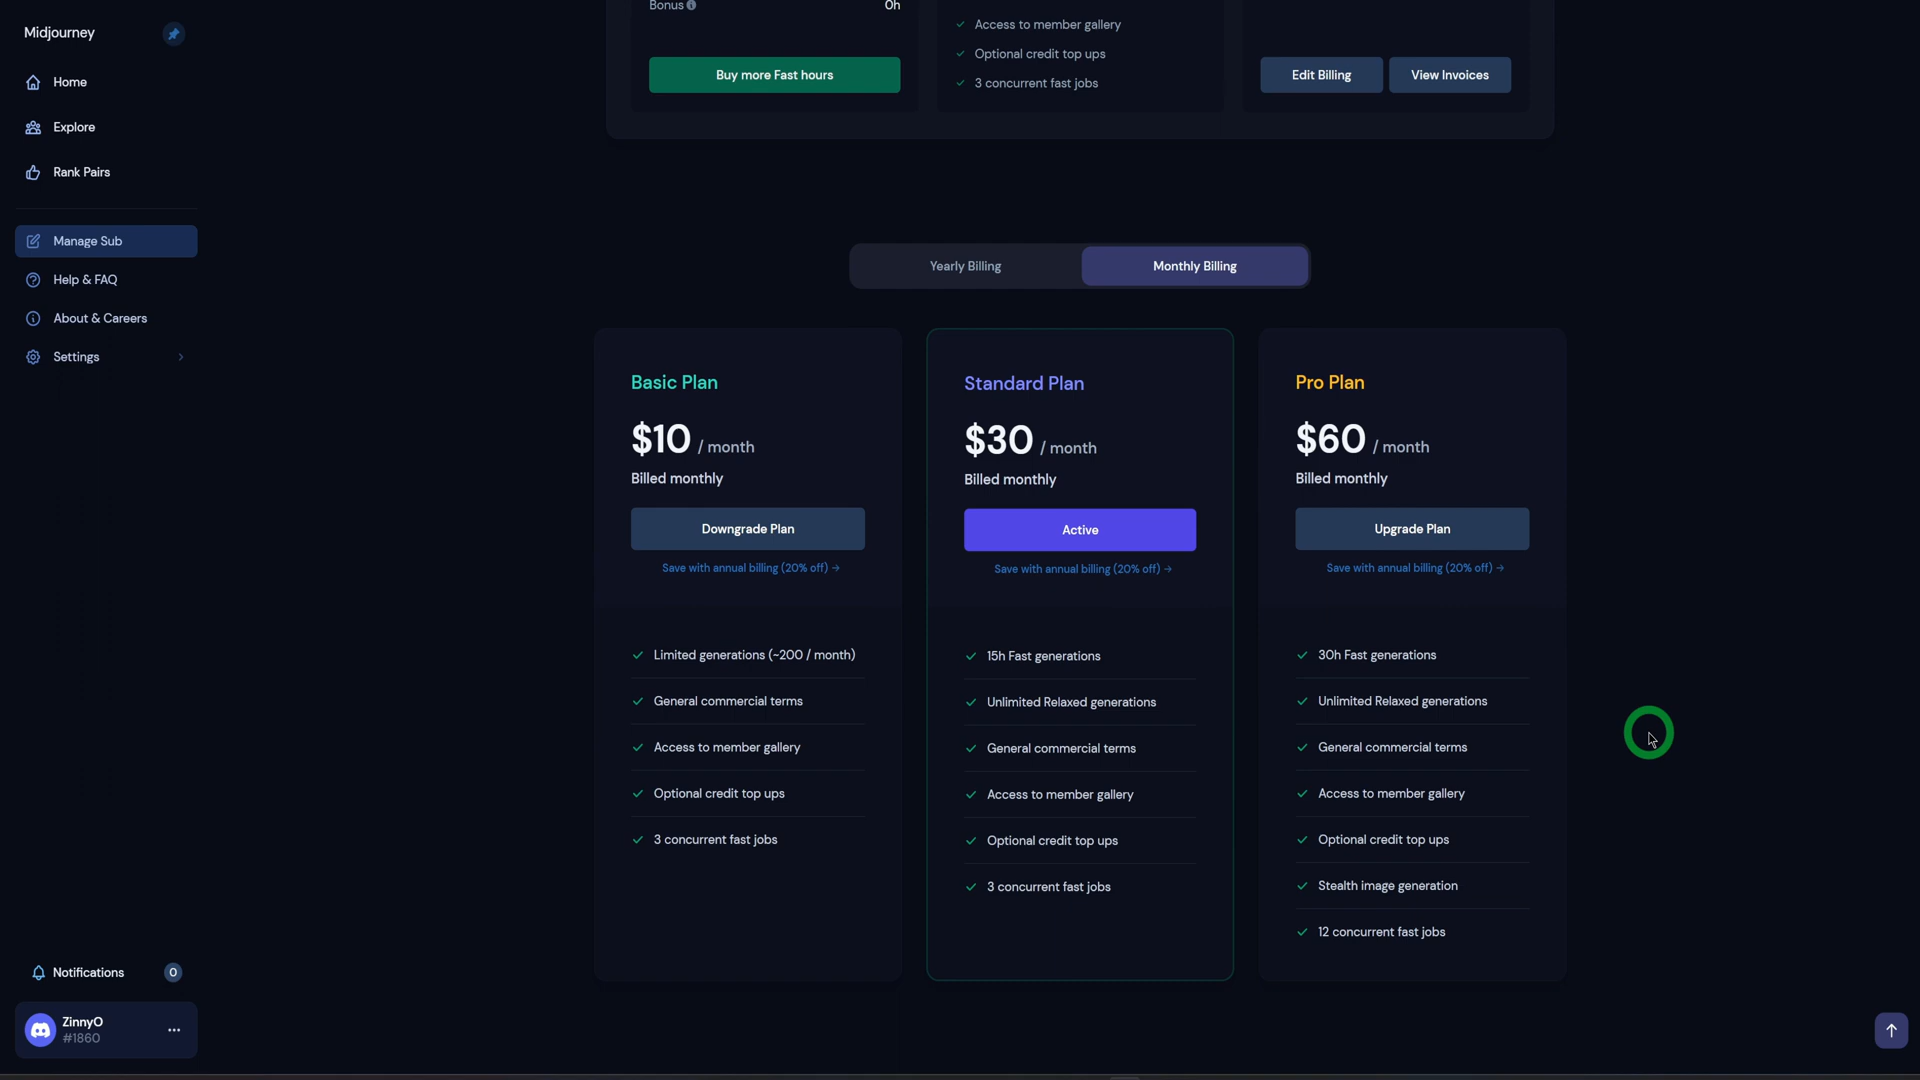 Midjourney
Home
Explore
Rank Pairs
Manage Sub
Help & FAQ
About & Careers
Settings
Notifications
0
ZinnyO
#1860
Bonus
0h
Buy more Fast hours
Access to member gallery
Optional credit top ups
3 concurrent fast jobs
Edit Billing
View Invoices
Yearly Billing
Monthly Billing
Basic Plan
$10 / month
Billed monthly
Downgrade Plan
Save with annual billing (20% off) →
Limited generations (~200 / month)
General commercial terms
Access to member gallery
Optional credit top ups
3 concurrent fast jobs
Standard Plan
$30 / month
Billed monthly
Active
Save with annual billing (20% off) →
15h Fast generations
Unlimited Relaxed generations
General commercial terms
Access to member gallery
Optional credit top ups
3 concurrent fast jobs
Pro Plan
$60 / month
Billed monthly
Upgrade Plan
Save with annual billing (20% off) →
30h Fast generations
Unlimited Relaxed generations
General commercial terms
Access to member gallery
Optional credit top ups
Stealth image generation
12 concurrent fast jobs